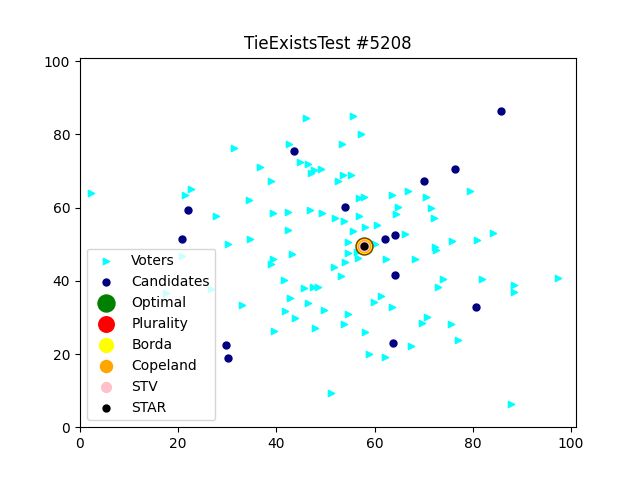 TieExistsTest #5208
100
80
60
40
20
0
0 20 40 60 80 100
Voters
Candidates
Optimal
Plurality
Borda
Copeland
STV
STAR